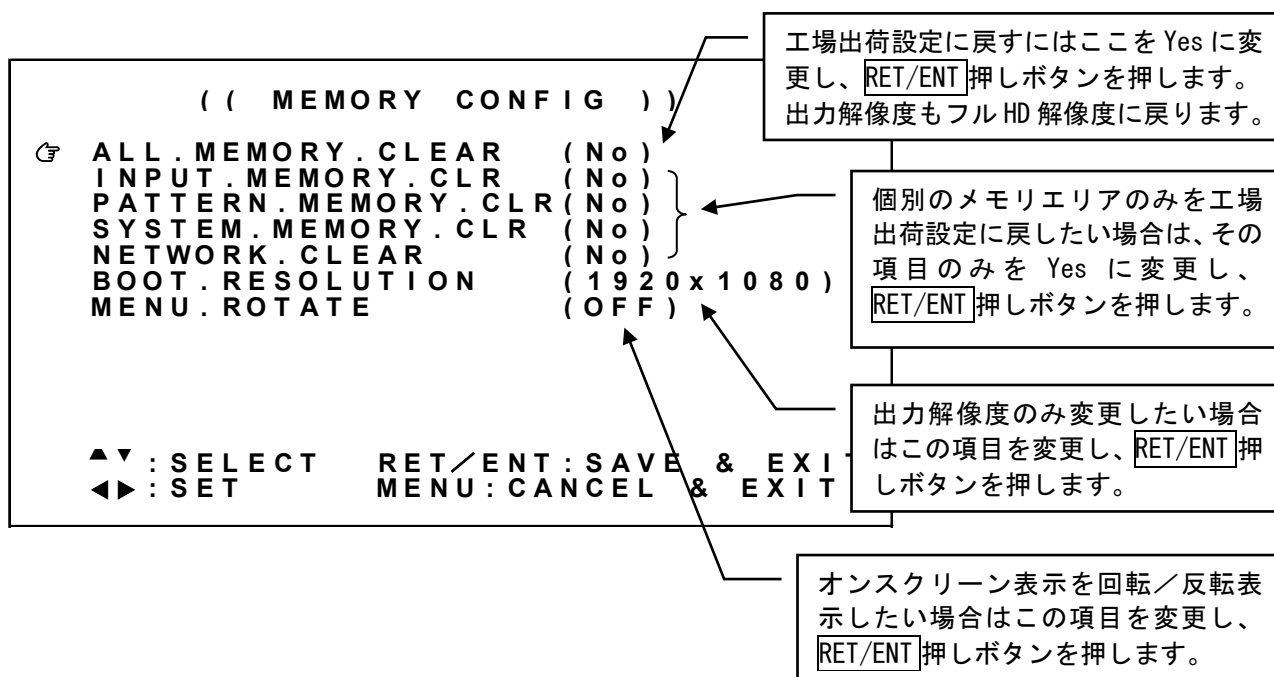 (( MEMORY CONFIG ))
☞ ALL.MEMORY.CLEAR (No)
INPUT.MEMORY.CLR (No)
PATTERN.MEMORY.CLR(No)
SYSTEM.MEMORY.CLR (No)
NETWORK.CLEAR (No)
BOOT.RESOLUTION (1920x1080)
MENU.ROTATE (OFF)
▲▼:SELECT RET/ENT:SAVE & EXIT
◀▶:SET MENU:CANCEL & EXIT
工場出荷設定に戻すにはここを Yes に変
更し、RET/ENT 押しボタンを押します。
出力解像度もフル HD 解像度に戻ります。
個別のメモリエリアのみを工場
出荷設定に戻したい場合は、その
項目のみを Yes に変更し、
RET/ENT 押しボタンを押します。
出力解像度のみ変更したい場合
はこの項目を変更し、RET/ENT 押
しボタンを押します。
オンスクリーン表示を回転／反転表
示したい場合はこの項目を変更し、
RET/ENT 押しボタンを押します。